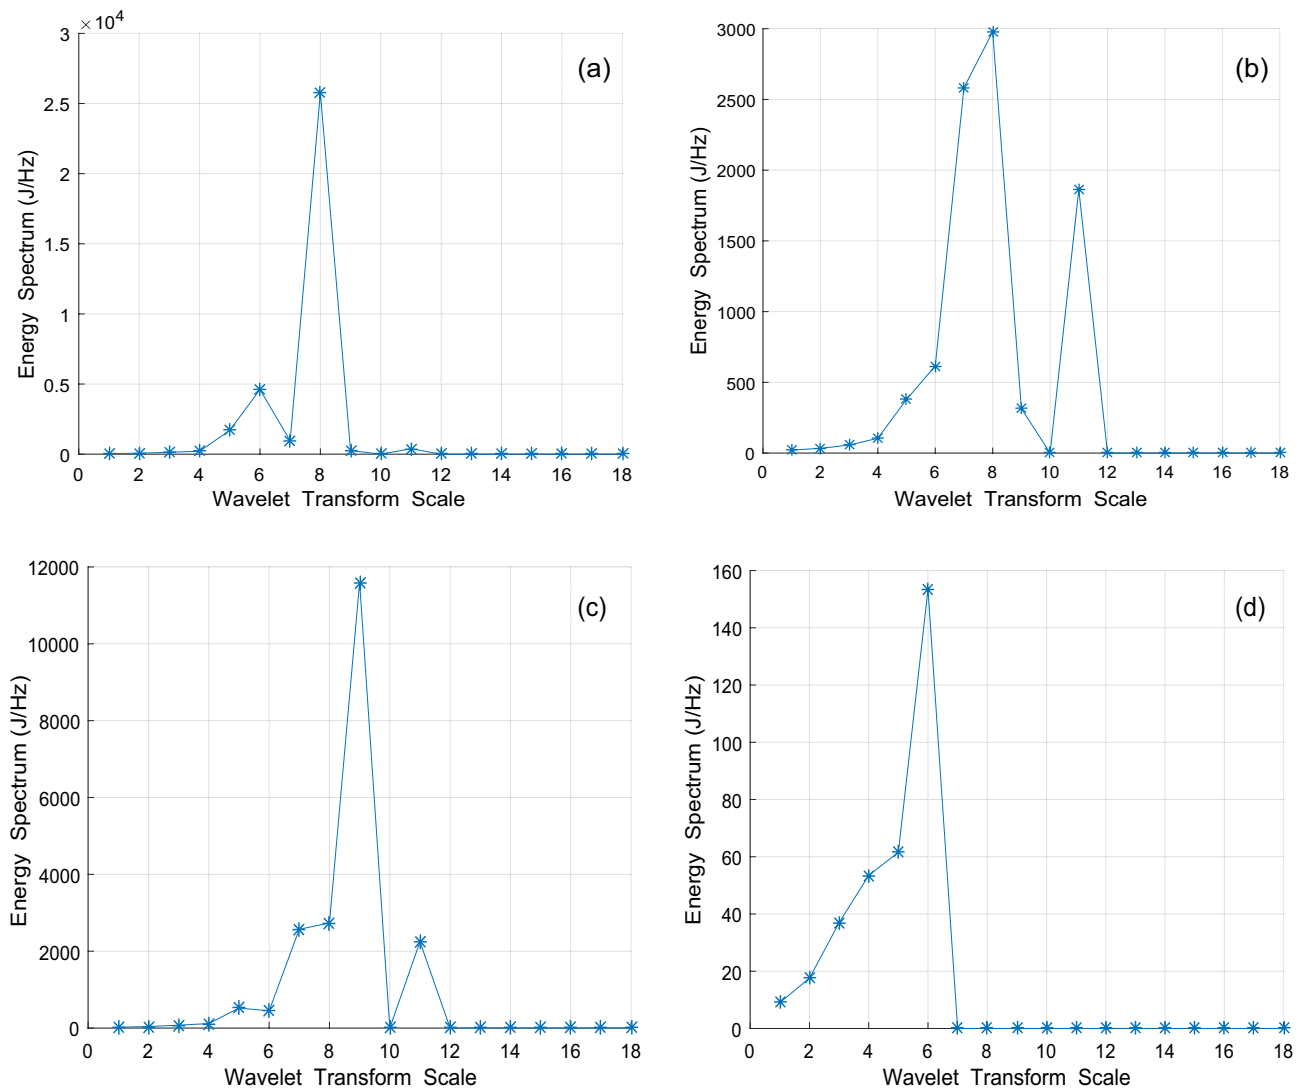 ×10⁴
3
2.5
2
1.5
1
0.5
0
0 2 4 6 8 10 12 14 16 18
Wavelet Transform Scale
Energy Spectrum (J/Hz)
(a)
3000
2500
2000
1500
1000
500
0
0 2 4 6 8 10 12 14 16 18
Wavelet Transform Scale
Energy Spectrum (J/Hz)
(b)
12000
10000
8000
6000
4000
2000
0
0 2 4 6 8 10 12 14 16 18
Wavelet Transform Scale
Energy Spectrum (J/Hz)
(c)
160
140
120
100
80
60
40
20
0
0 2 4 6 8 10 12 14 16 18
Wavelet Transform Scale
Energy Spectrum (J/Hz)
(d)